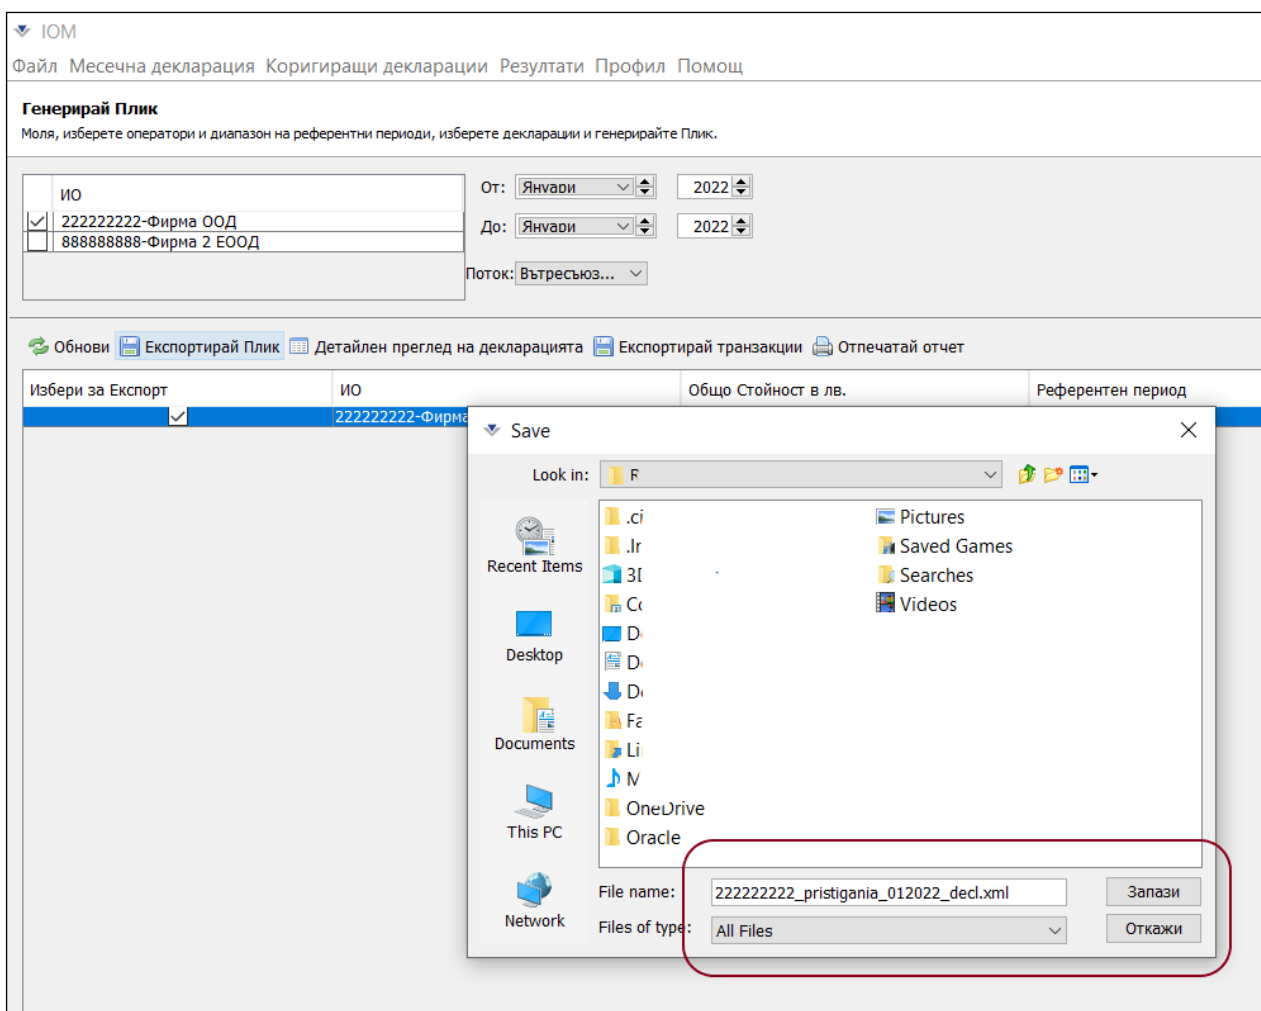 IOM
Файл Месечна декларация Коригиращи декларации Резултати Профил Помощ
Генерирай Плик
Моля, изберете оператори и диапазон на референтни периоди, изберете декларации и генерирайте Плик.
ИО
222222222-Фирма ООД
888888888-Фирма 2 ЕООД
От: Януари 2022
До: Януари 2022
Поток: Вътресъюз...
Обнови Експортирай Плик Детайлен преглед на декларацията Експортирай транзакции Отпечатай отчет
Избери за Експорт ИО Общо Стойност в лв. Референтен период
222222222-Фирма
Save
Look in: R
Recent Items
Desktop
Documents
This PC
Network
.ci
.Ir
OneDrive
Oracle
Pictures
Saved Games
Searches
Videos
File name: 222222222_pristigania_012022_decl.xml Запази
Files of type: All Files Откажи